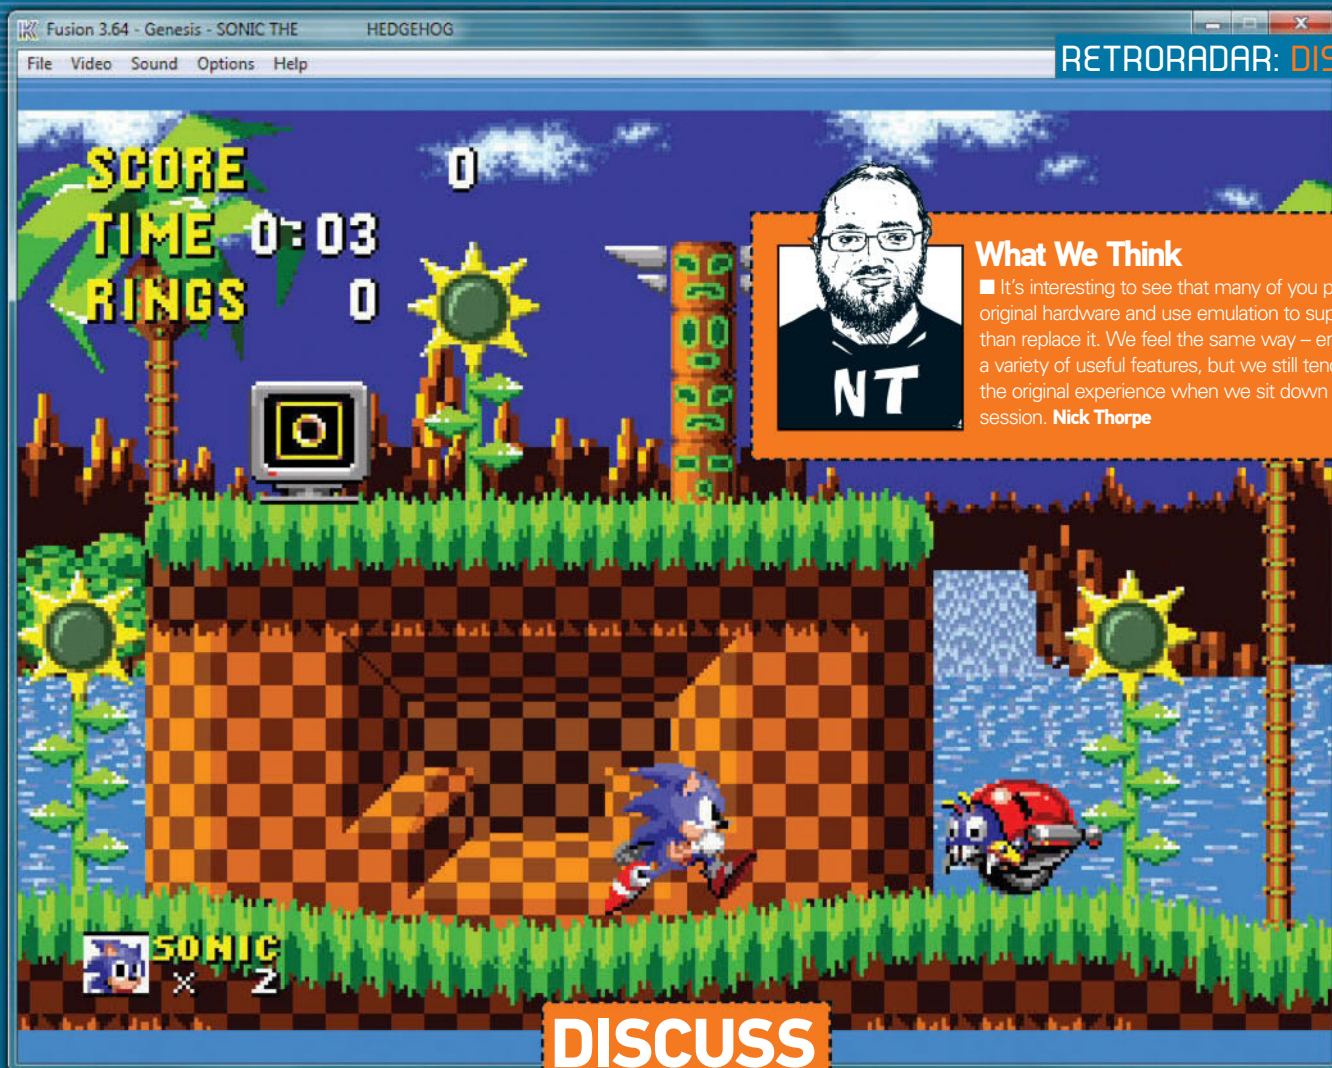 Fusion 3.64 - Genesis - SONIC THE HEDGEHOG
File Video Sound Options Help
RETRORADAR:
SCORE 0
TIME 0:03
RINGS 0
What We Think
■ It's interesting to see that many of you
original hardware and use emulation to
than replace it. We feel the same way –
a variety of useful features, but we still
the original experience when we sit down
session. Nick Thorpe
NT
SONIC
× 2
DISCUSS